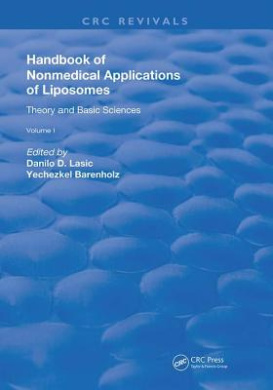 CRC REVIVALS
Handbook of
Nonmedical Applications
of Liposomes
Theory and Basic Sciences
Volume I
Edited by
Danilo D. Lasic
Yechezkel Barenholz
CRC Press
Taylor & Francis Group